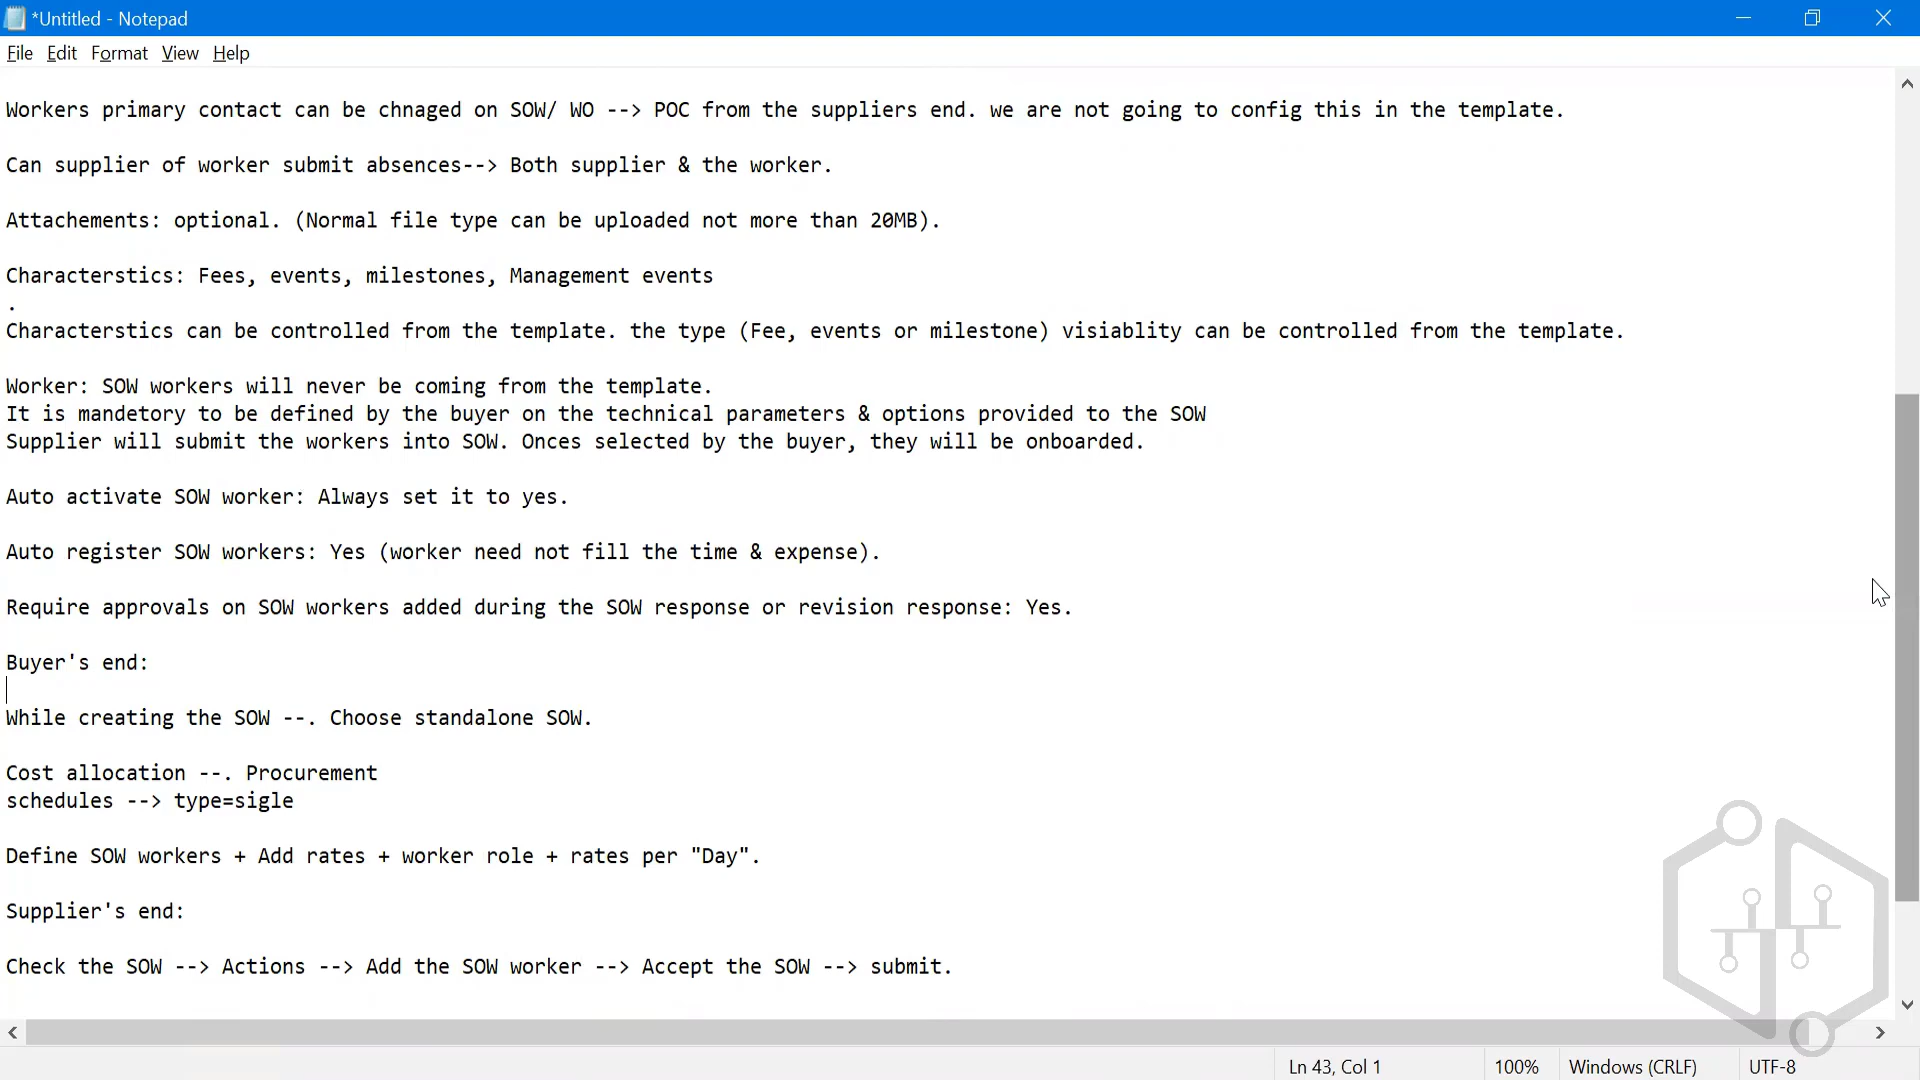 *Untitled - Notepad
File Edit Format View Help
Workers primary contact can be chnaged on SOW/ WO --> POC from the suppliers end. we are not going to config this in the template.
Can supplier of worker submit absences--> Both supplier & the worker.
Attachements: optional. (Normal file type can be uploaded not more than 20MB).
Characterstics: Fees, events, milestones, Management events
.
Characterstics can be controlled from the template. the type (Fee, events or milestone) visiablity can be controlled from the template.
Worker: SOW workers will never be coming from the template.
It is mandetory to be defined by the buyer on the technical parameters & options provided to the SOW
Supplier will submit the workers into SOW. Onces selected by the buyer, they will be onboarded.
Auto activate SOW worker: Always set it to yes.
Auto register SOW workers: Yes (worker need not fill the time & expense).
Require approvals on SOW workers added during the SOW response or revision response: Yes.
Buyer's end:
While creating the SOW --. Choose standalone SOW.
Cost allocation --. Procurement
schedules --> type=sigle
Define SOW workers + Add rates + worker role + rates per "Day".
Supplier's end:
Check the SOW --> Actions --> Add the SOW worker --> Accept the SOW --> submit.
Ln 43, Col 1 100% Windows (CRLF) UTF-8